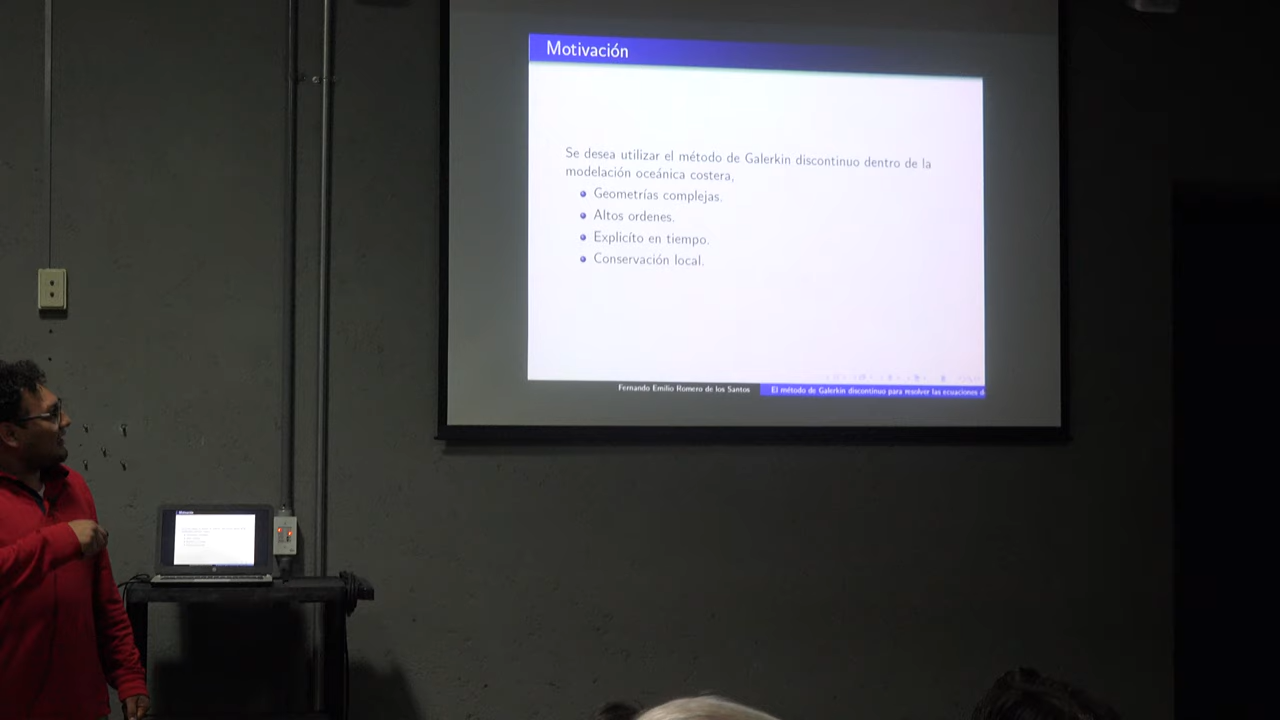 Motivación
Se desea utilizar el método de Galerkin discontinuo dentro de la
modelación oceánica costera,
Geometrías complejas.
Altos ordenes.
Explicíto en tiempo.
Conservación local.
Fernando Emilio Romero de los Santos
El método de Galerkin discontinuo para resolver las ecuaciones d
Motivación